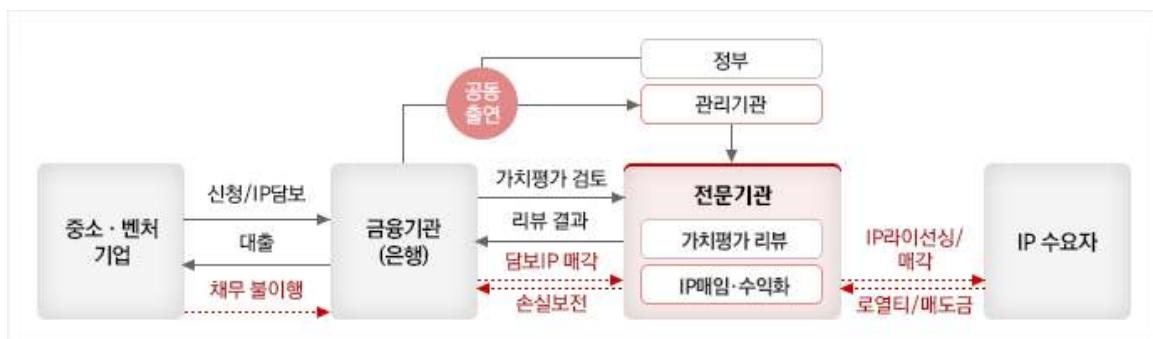 정부
공동
출연
관리기관
중소 · 벤처
기업
신청/IP담보
대출
채무 불이행
금융기관
(은행)
가치평가 검토
리뷰 결과
담보IP 매각
손실보전
전문기관
가치평가 리뷰
IP매임·수익화
IP라이선싱/
매각
로열티/매도금
IP 수요자